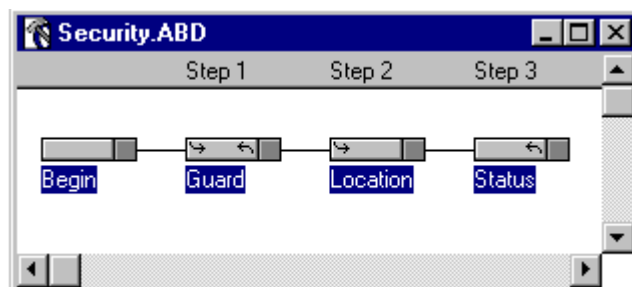 Security.ABD
Step 1 Step 2 Step 3
Begin Guard Location Status